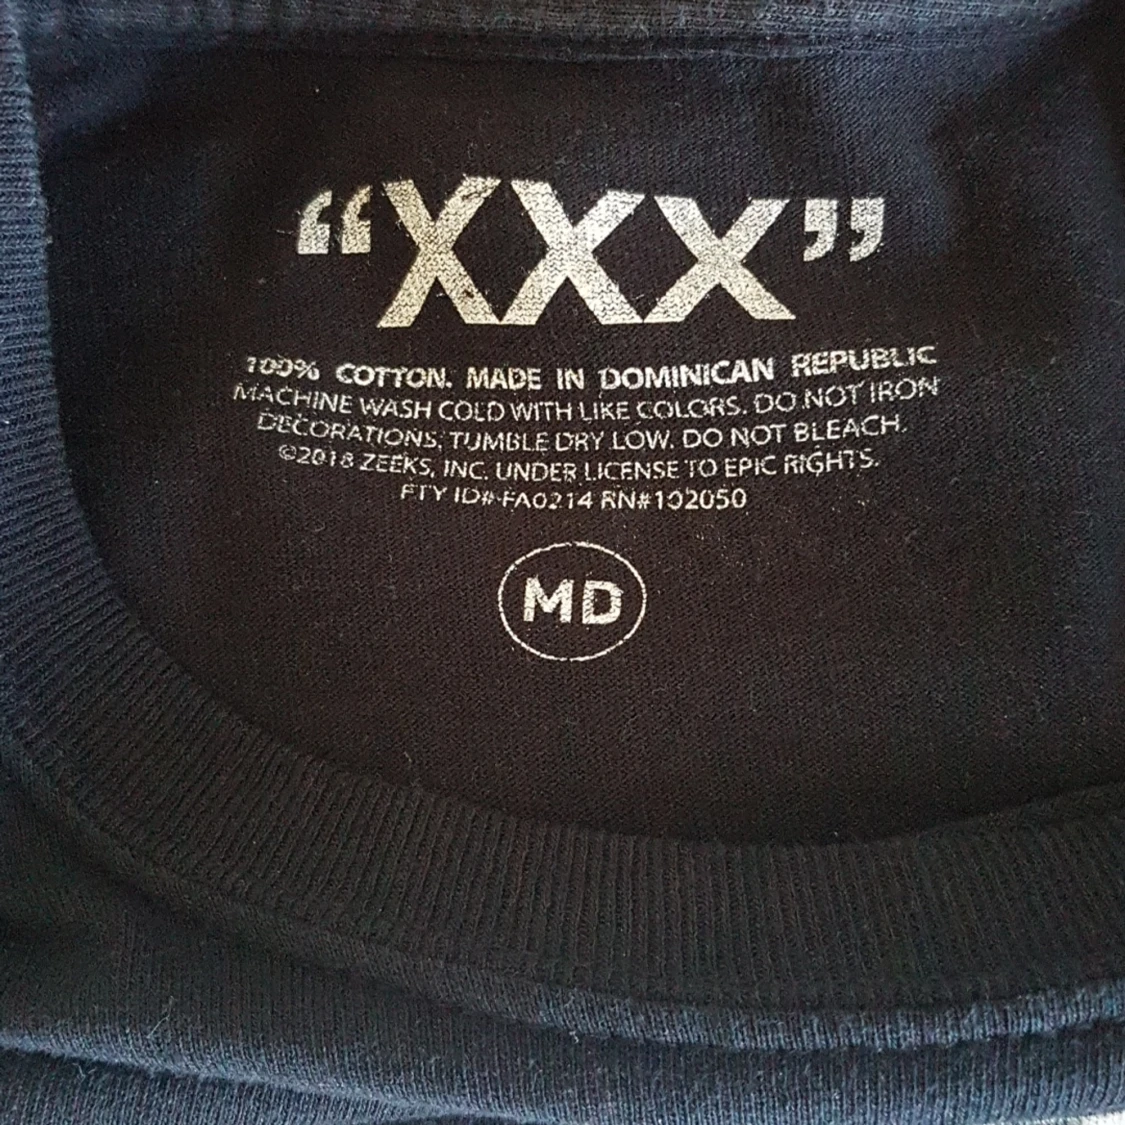 “XXX”
100% COTTON. MADE IN DOMINICAN REPUBLIC
MACHINE WASH COLD WITH LIKE COLORS. DO NOT IRON
DECORATIONS, TUMBLE DRY LOW. DO NOT BLEACH.
©2018 ZEEKS, INC. UNDER LICENSE TO EPIC RIGHTS.
FTY ID#-FA0214 RN#102050
MD